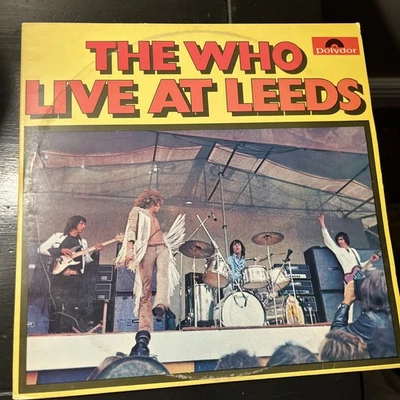 THE WHO
polydor
LIVE AT LEEDS